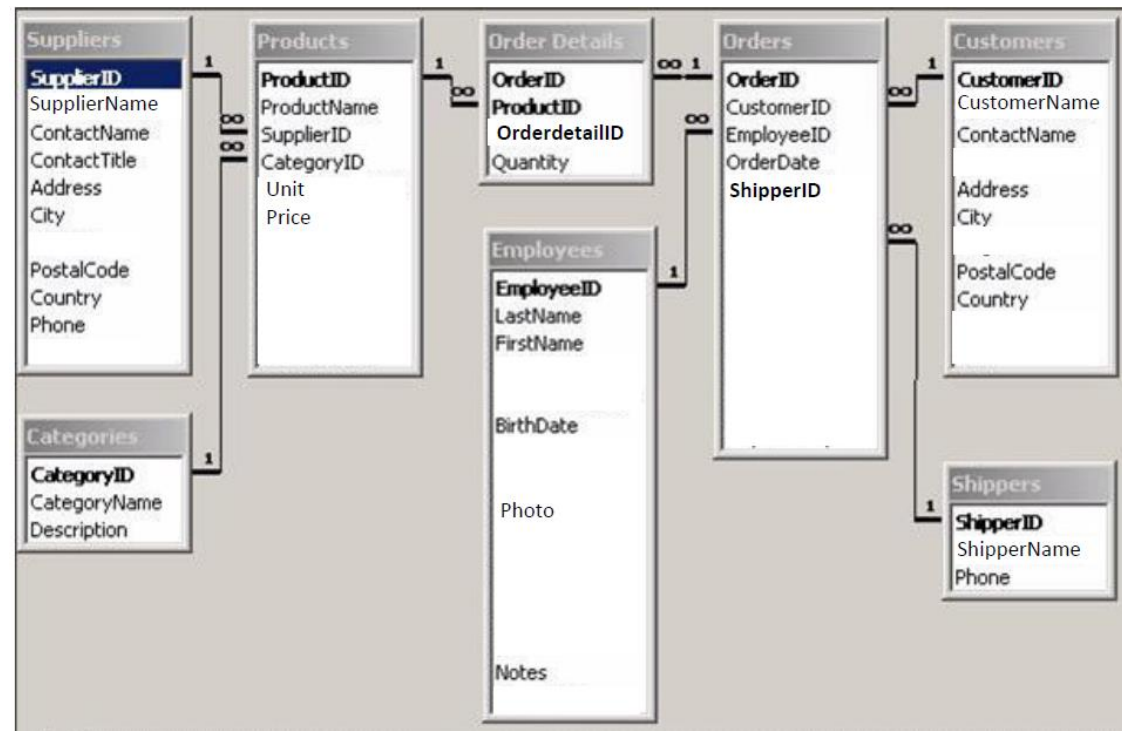 Suppliers
SupplierID
SupplierName
ContactName
ContactTitle
Address
City
PostalCode
Country
Phone
1
∞
∞
Products
ProductID
ProductName
SupplierID
CategoryID
Unit
Price
1
∞
Order Details
OrderID
ProductID
OrderdetailID
Quantity
∞ 1
∞
Orders
OrderID
CustomerID
EmployeeID
OrderDate
ShipperID
1
∞
∞
Customers
CustomerID
CustomerName
ContactName
Address
City
PostalCode
Country
Categories
CategoryID
CategoryName
Description
1
Employees
EmployeeID
LastName
FirstName
BirthDate
Photo
Notes
1
Shippers
ShipperID
ShipperName
Phone
1